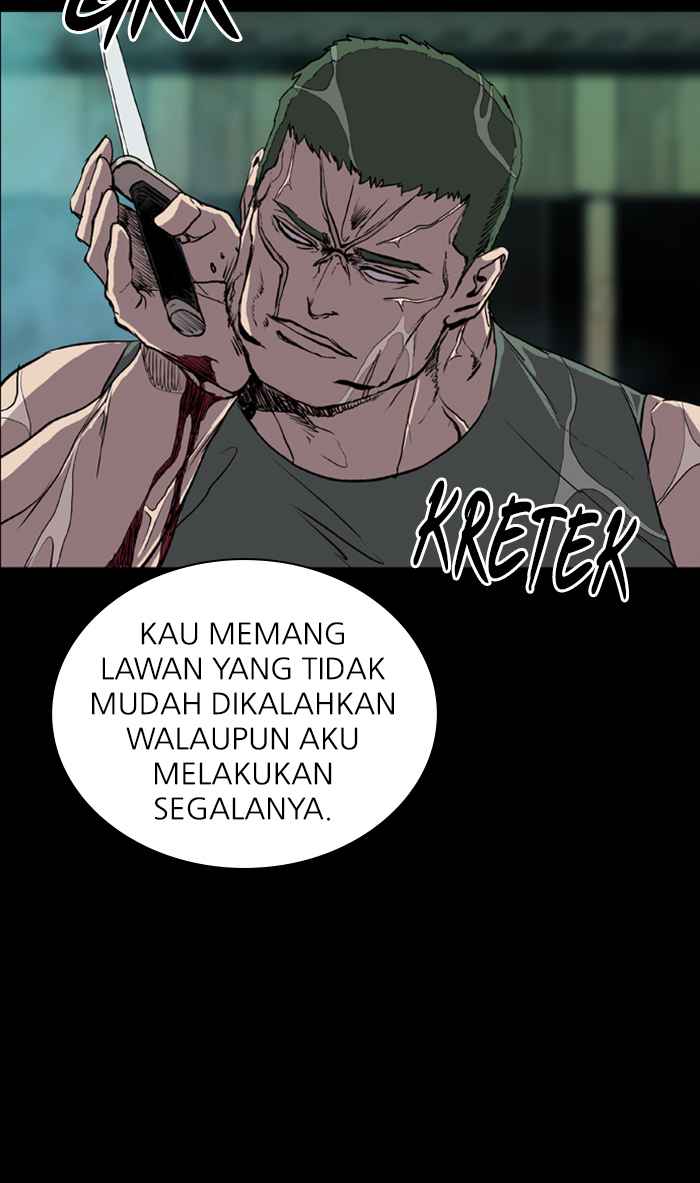 KRETEK
KAU MEMANG
LAWAN YANG TIDAK
MUDAH DIKALAHKAN
WALAUPUN AKU
MELAKUKAN
SEGALANYA.